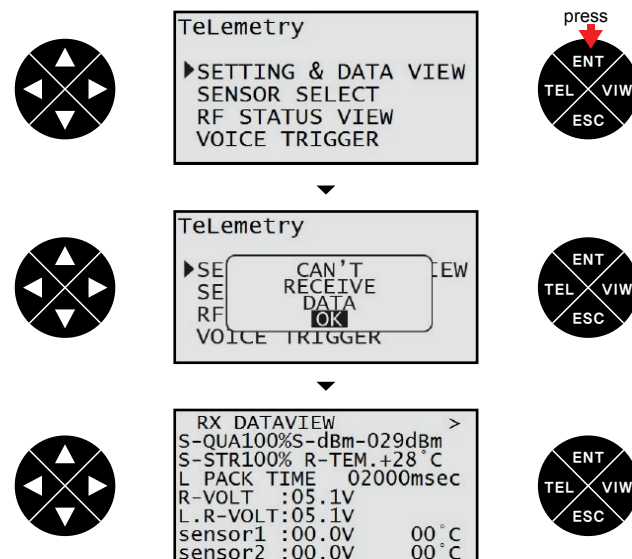 press
TeLemetry
▶SETTING & DATA VIEW
SENSOR SELECT
RF STATUS VIEW
VOICE TRIGGER
ENT
TEL VIW
ESC
TeLemetry
▶SE IEW
SE
RF
VOICE TRIGGER
CAN'T
RECEIVE
DATA
OK
ENT
TEL VIW
ESC
RX DATAVIEW >
S-QUA100%S-dBm-029dBm
S-STR100% R-TEM.+28°C
L PACK TIME 02000msec
R-VOLT :05.1V
L.R-VOLT:05.1V
sensor1 :00.0V 00°C
sensor2 :00.0V 00°C
ENT
TEL VIW
ESC